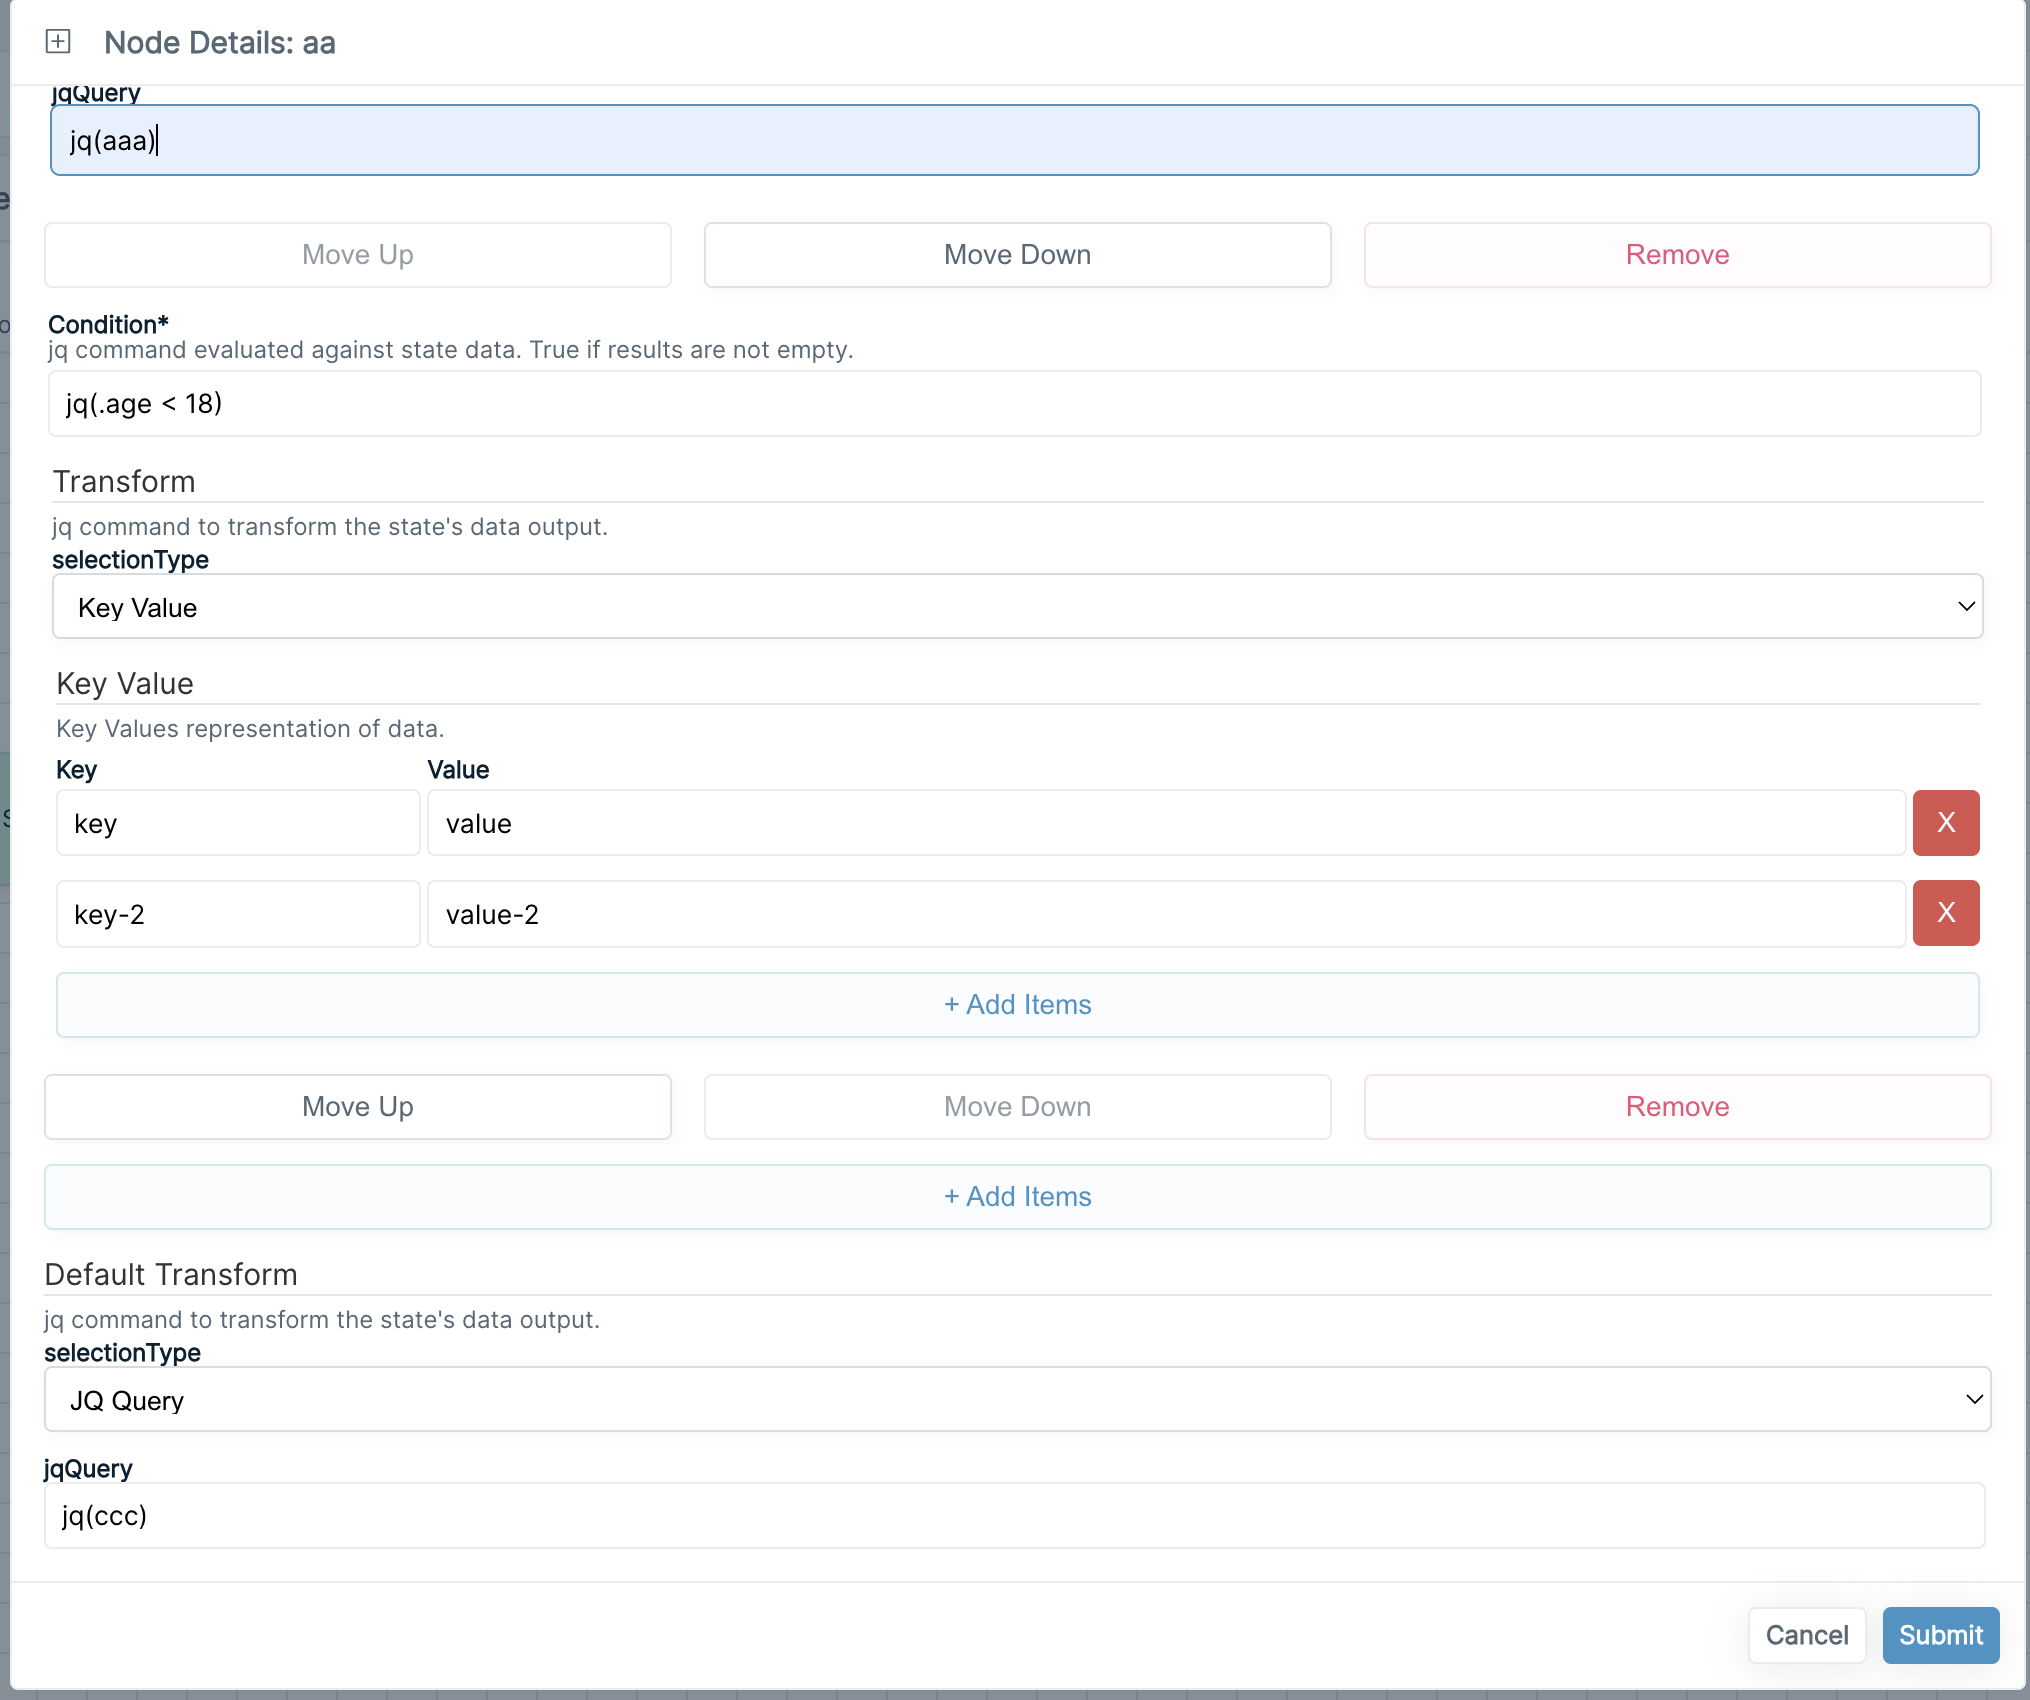 Node Details: aa
jqQuery
jq(aaa)
Move Up Move Down Remove
Condition*
jq command evaluated against state data. True if results are not empty.
jq(.age < 18)
Transform
jq command to transform the state's data output.
selectionType
Key Value
Key Value
Key Values representation of data.
Key Value
key value X
key-2 value-2 X
+ Add Items
Move Up Move Down Remove
+ Add Items
Default Transform
jq command to transform the state's data output.
selectionType
JQ Query
jqQuery
jq(ccc)
Cancel Submit